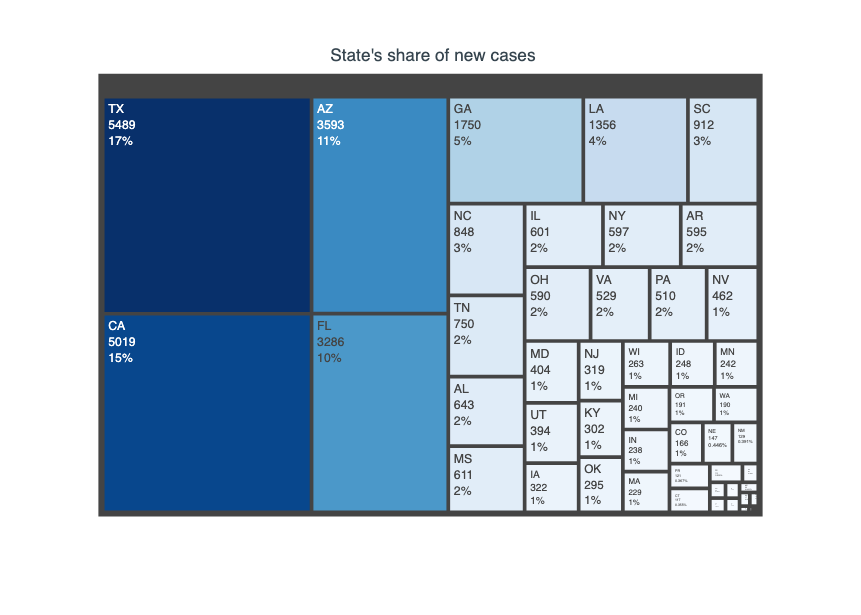 State's share of new cases
TX
5489
17%
CA
5019
15%
AZ
3593
11%
FL
3286
10%
GA
1750
5%
LA
1356
4%
SC
912
3%
NC
848
3%
TN
750
2%
AL
643
2%
MS
611
2%
IL
601
2%
NY
597
2%
AR
595
2%
OH
590
2%
VA
529
2%
PA
510
2%
NV
462
1%
MD
404
1%
UT
394
1%
IA
322
1%
NJ
319
1%
KY
302
1%
OK
295
1%
WI
263
1%
MI
240
1%
IN
238
1%
MA
229
1%
ID
248
1%
MN
242
1%
OR
191
1%
WA
190
1%
CO
166
1%
NE
147
0.446%
NM